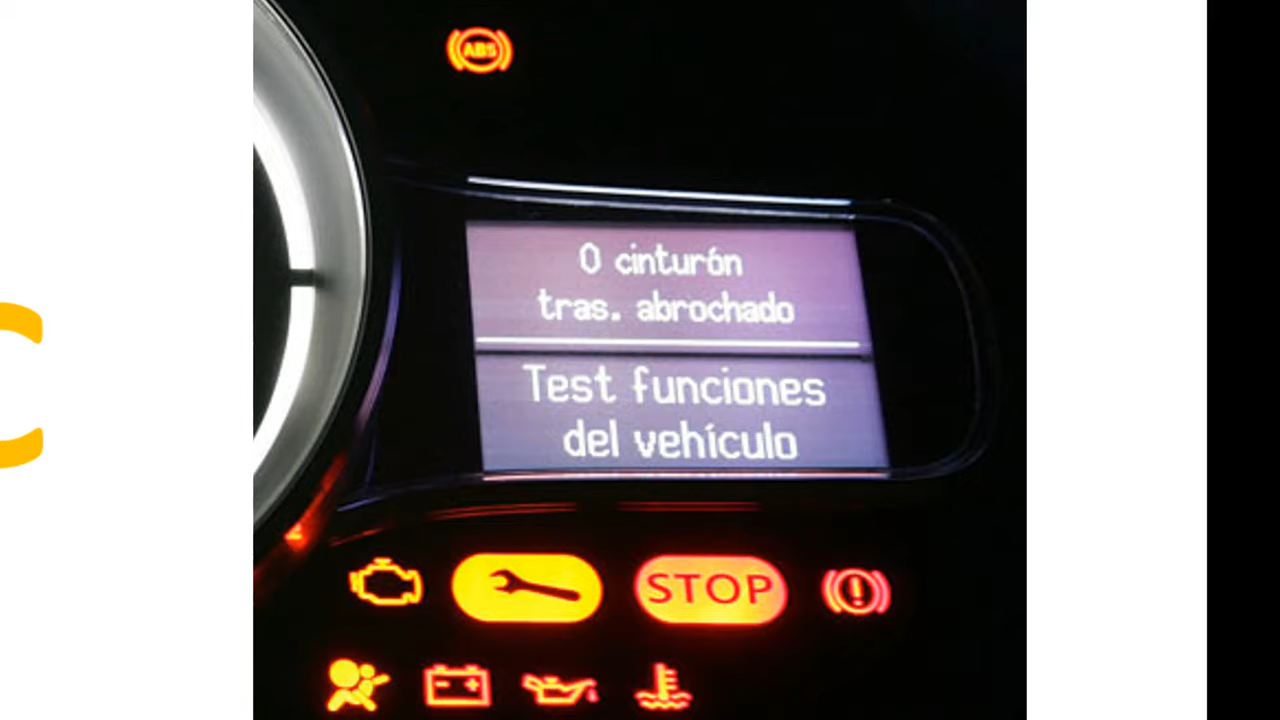 C
ABS
0 cinturón
tras. abrochado
Test funciones
del vehículo
STOP